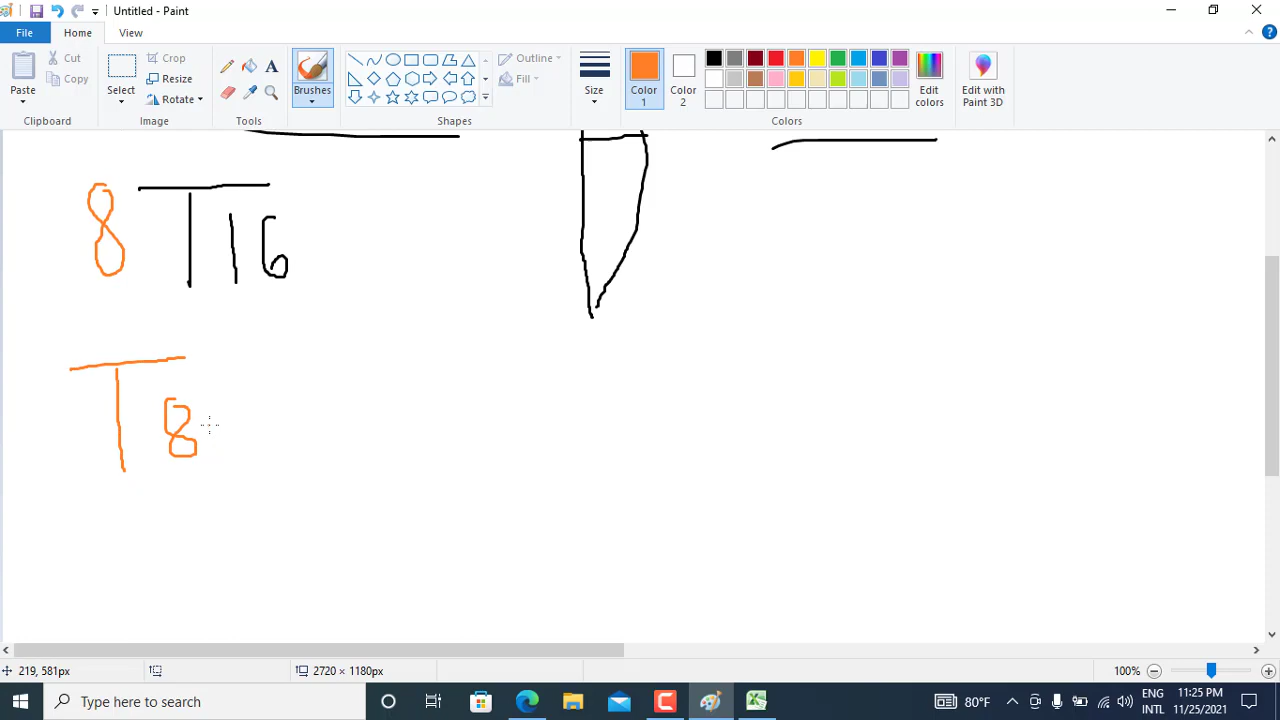 Untitled - Paint
File Home View
Paste Cut Copy Clipboard
Select Crop Resize Rotate Image
Tools
Brushes
Outline Fill Shapes
Size
Color 1 Color 2 Edit colors Colors
Edit with Paint 3D
8 T 16
T 8
219, 581px 2720 × 1180px 100%
Type here to search 80°F ENG INTL 11:25 PM 11/25/2021